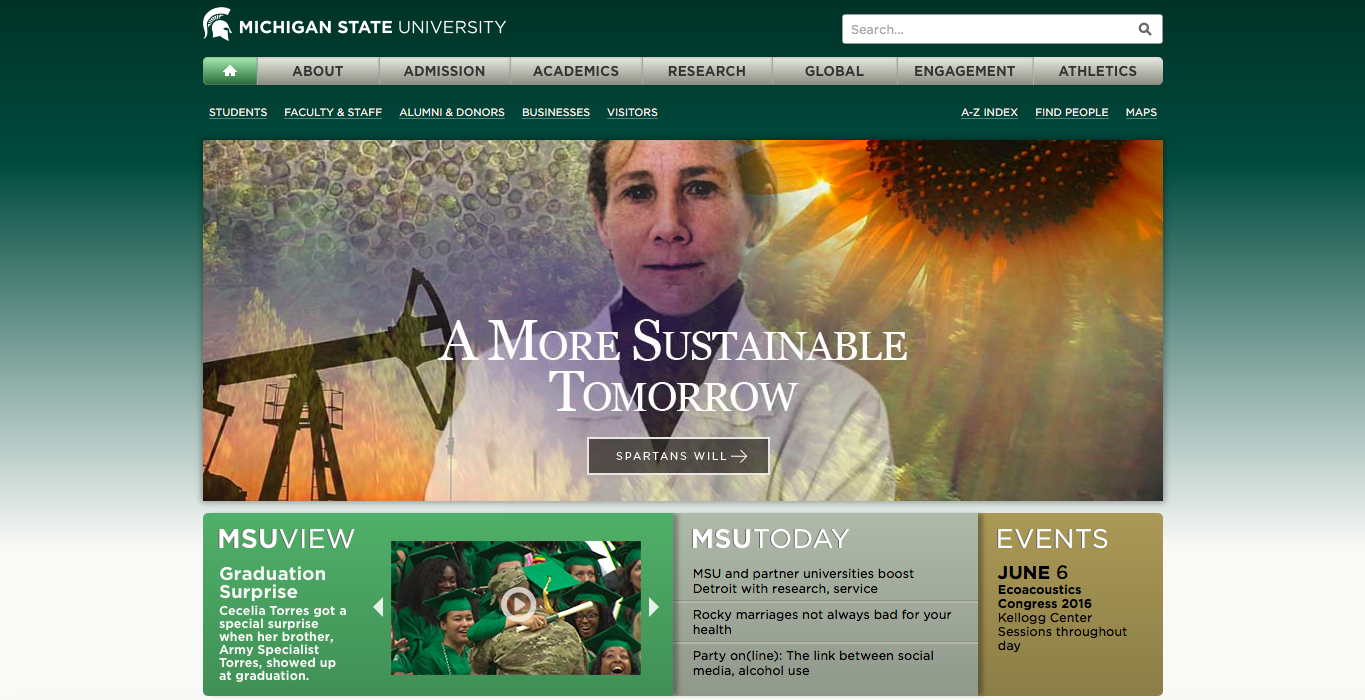 MICHIGAN STATE UNIVERSITY
Search...
ABOUT ADMISSION ACADEMICS RESEARCH GLOBAL ENGAGEMENT ATHLETICS
STUDENTS FACULTY & STAFF ALUMNI & DONORS BUSINESSES VISITORS A-Z INDEX FIND PEOPLE MAPS
A More Sustainable
Tomorrow
SPARTANS WILL
MSUVIEW
Graduation
Surprise
Cecelia Torres got a
special surprise
when her brother,
Army Specialist
Torres, showed up
at graduation.
MSUTODAY
MSU and partner universities boost
Detroit with research, service
Rocky marriages not always bad for your
health
Party on(line): The link between social
media, alcohol use
EVENTS
JUNE 6
Ecoacoustics
Congress 2016
Kellogg Center
Sessions throughout
day